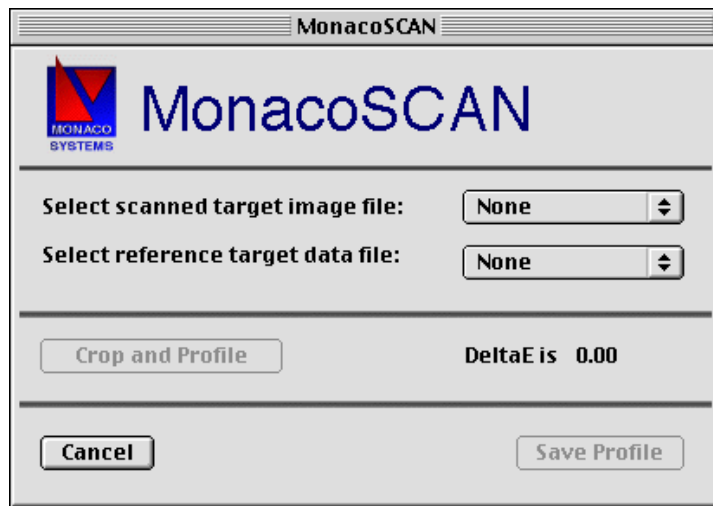 MonacoSCAN
MONACO
SYSTEMS
MonacoSCAN
Select scanned target image file: None
Select reference target data file: None
Crop and Profile DeltaE is 0.00
Cancel Save Profile